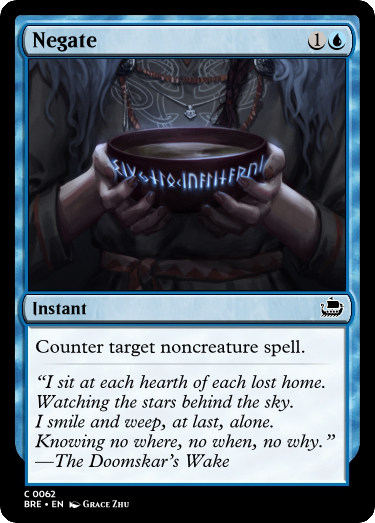 Negate
1
Instant
Counter target noncreature spell.
“I sit at each hearth of each lost home.
Watching the stars behind the sky.
I smile and weep, at last, alone.
Knowing no where, no when, no why.”
—The Doomskar's Wake
C 0062
BRE • EN Grace Zhu